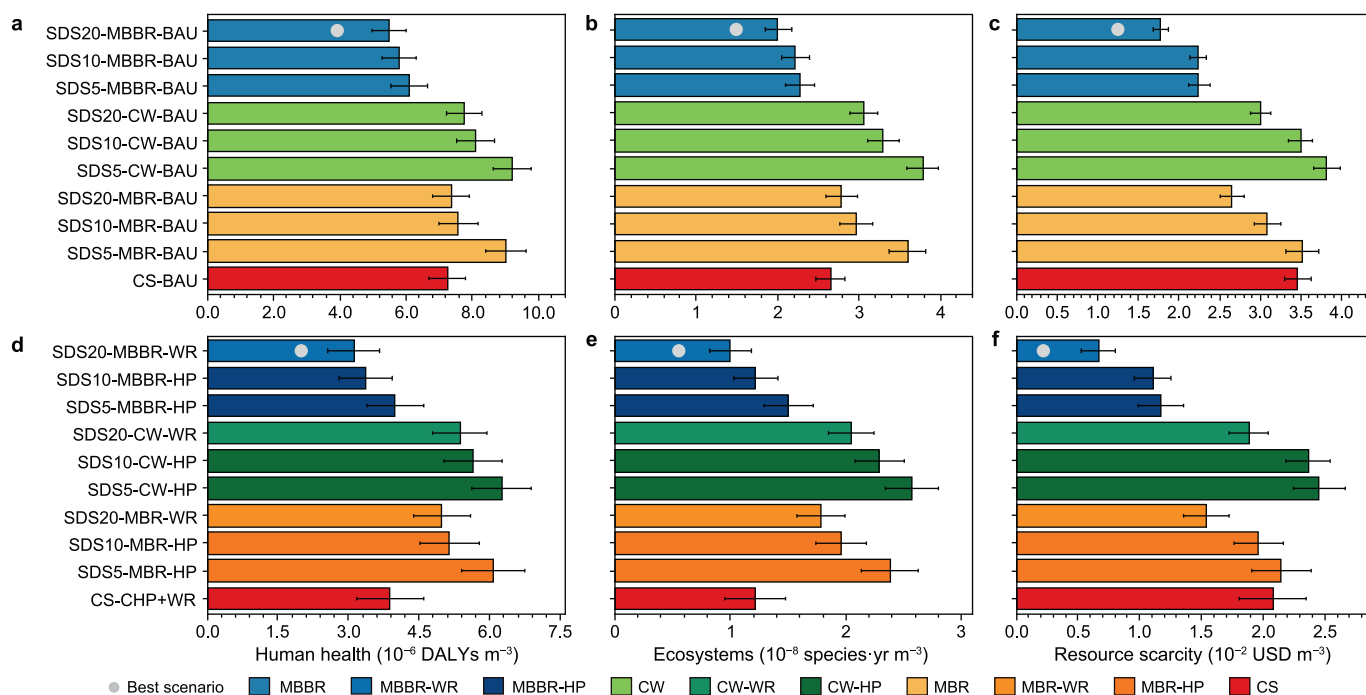 a
b
c
SDS20-MBBR-BAU
SDS10-MBBR-BAU
SDS5-MBBR-BAU
SDS20-CW-BAU
SDS10-CW-BAU
SDS5-CW-BAU
SDS20-MBR-BAU
SDS10-MBR-BAU
SDS5-MBR-BAU
CS-BAU
0.0 2.0 4.0 6.0 8.0 10.0
0 1 2 3 4
0.0 0.5 1.0 1.5 2.0 2.5 3.0 3.5 4.0
d
e
f
SDS20-MBBR-WR
SDS10-MBBR-HP
SDS5-MBBR-HP
SDS20-CW-WR
SDS10-CW-HP
SDS5-CW-HP
SDS20-MBR-WR
SDS10-MBR-HP
SDS5-MBR-HP
CS-CHP+WR
0.0 1.5 3.0 4.5 6.0 7.5
0 1 2 3
0.0 0.5 1.0 1.5 2.0 2.5
Human health (10⁻⁶ DALYs m⁻³)
Ecosystems (10⁻⁸ species·yr m⁻³)
Resource scarcity (10⁻² USD m⁻³)
Best scenario MBBR MBBR-WR MBBR-HP CW CW-WR CW-HP MBR MBR-WR MBR-HP CS